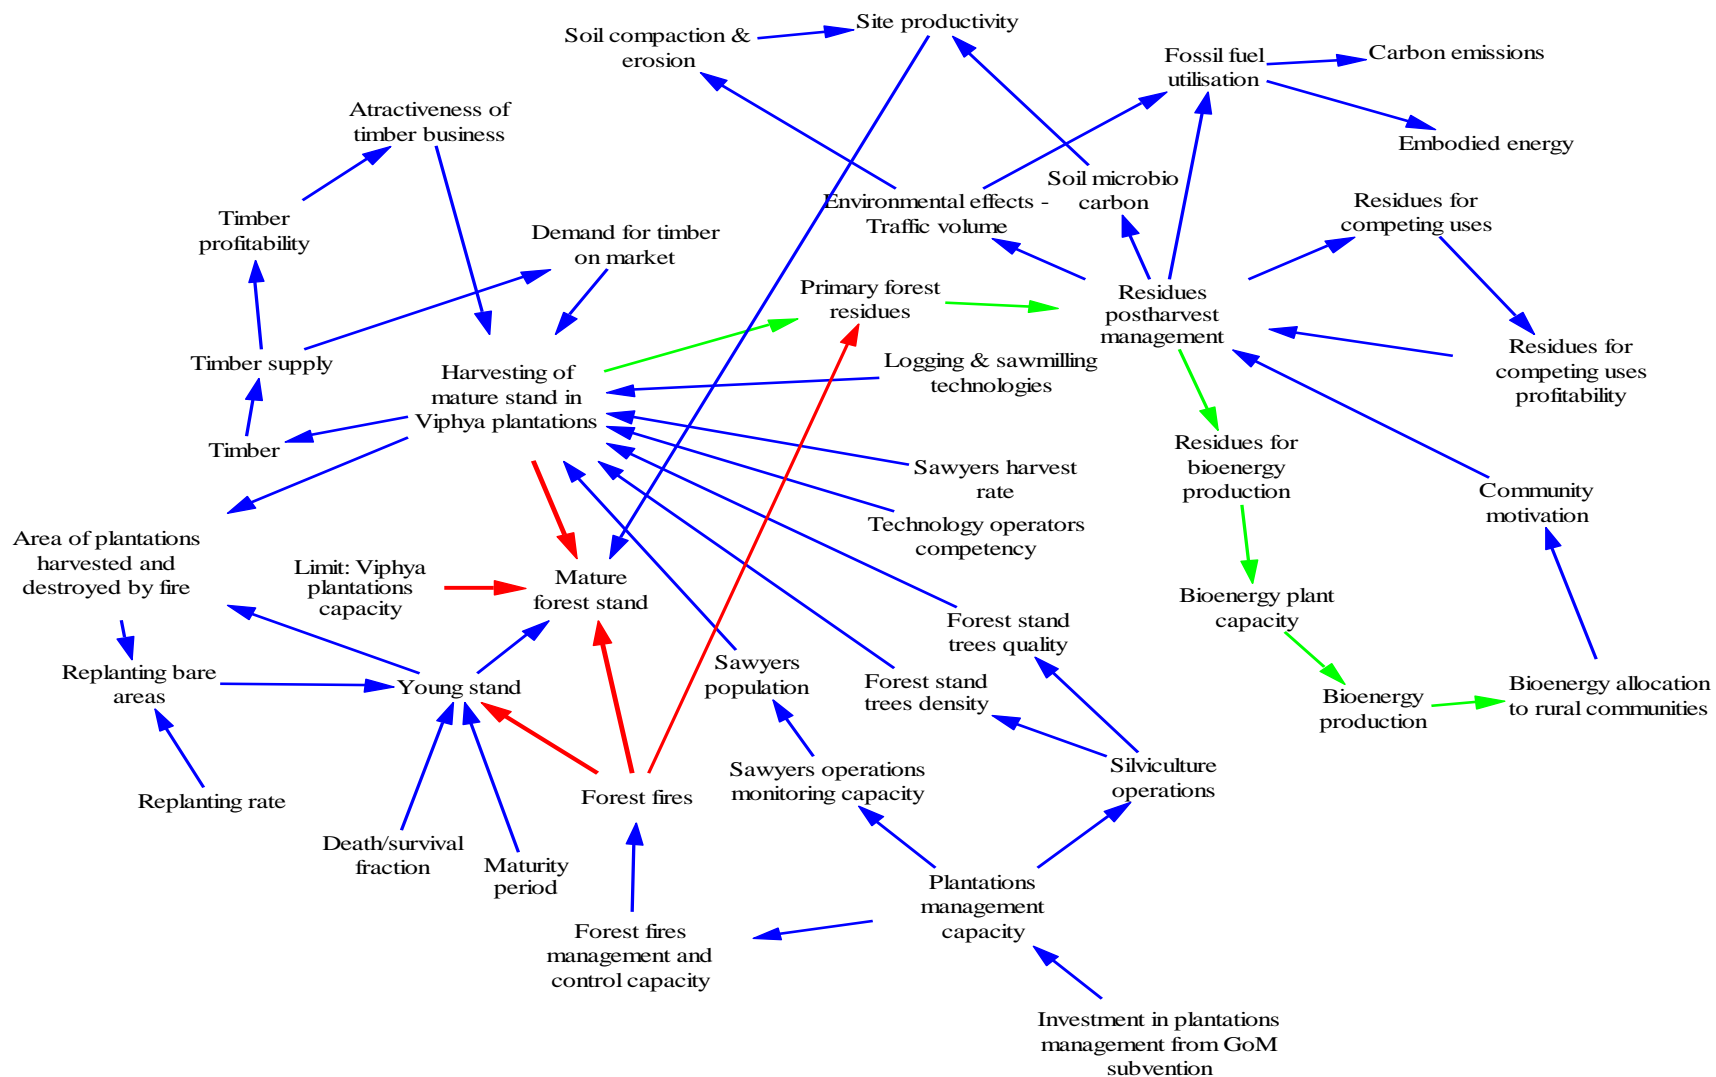 Site productivity
Soil compaction &
erosion
Fossil fuel
utilisation
Carbon emissions
Atractiveness of
timber business
Embodied energy
Soil microbio
carbon
Environmental effects -
Traffic volume
Residues for
competing uses
Timber
profitability
Demand for timber
on market
Primary forest
residues
Residues
postharvest
management
Timber supply
Harvesting of
mature stand in
Viphya plantations
Logging & sawmilling
technologies
Residues for
competing uses
profitability
Timber
Sawyers harvest
rate
Residues for
bioenergy
production
Community
motivation
Technology operators
competency
Area of plantations
harvested and
destroyed by fire
Limit: Viphya
plantations
capacity
Mature
forest stand
Bioenergy plant
capacity
Forest stand
trees quality
Replanting bare
areas
Young stand
Sawyers
population
Forest stand
trees density
Bioenergy
production
Bioenergy allocation
to rural communities
Replanting rate
Forest fires
Sawyers operations
monitoring capacity
Silviculture
operations
Death/survival
fraction
Maturity
period
Plantations
management
capacity
Forest fires
management and
control capacity
Investment in plantations
management from GoM
subvention